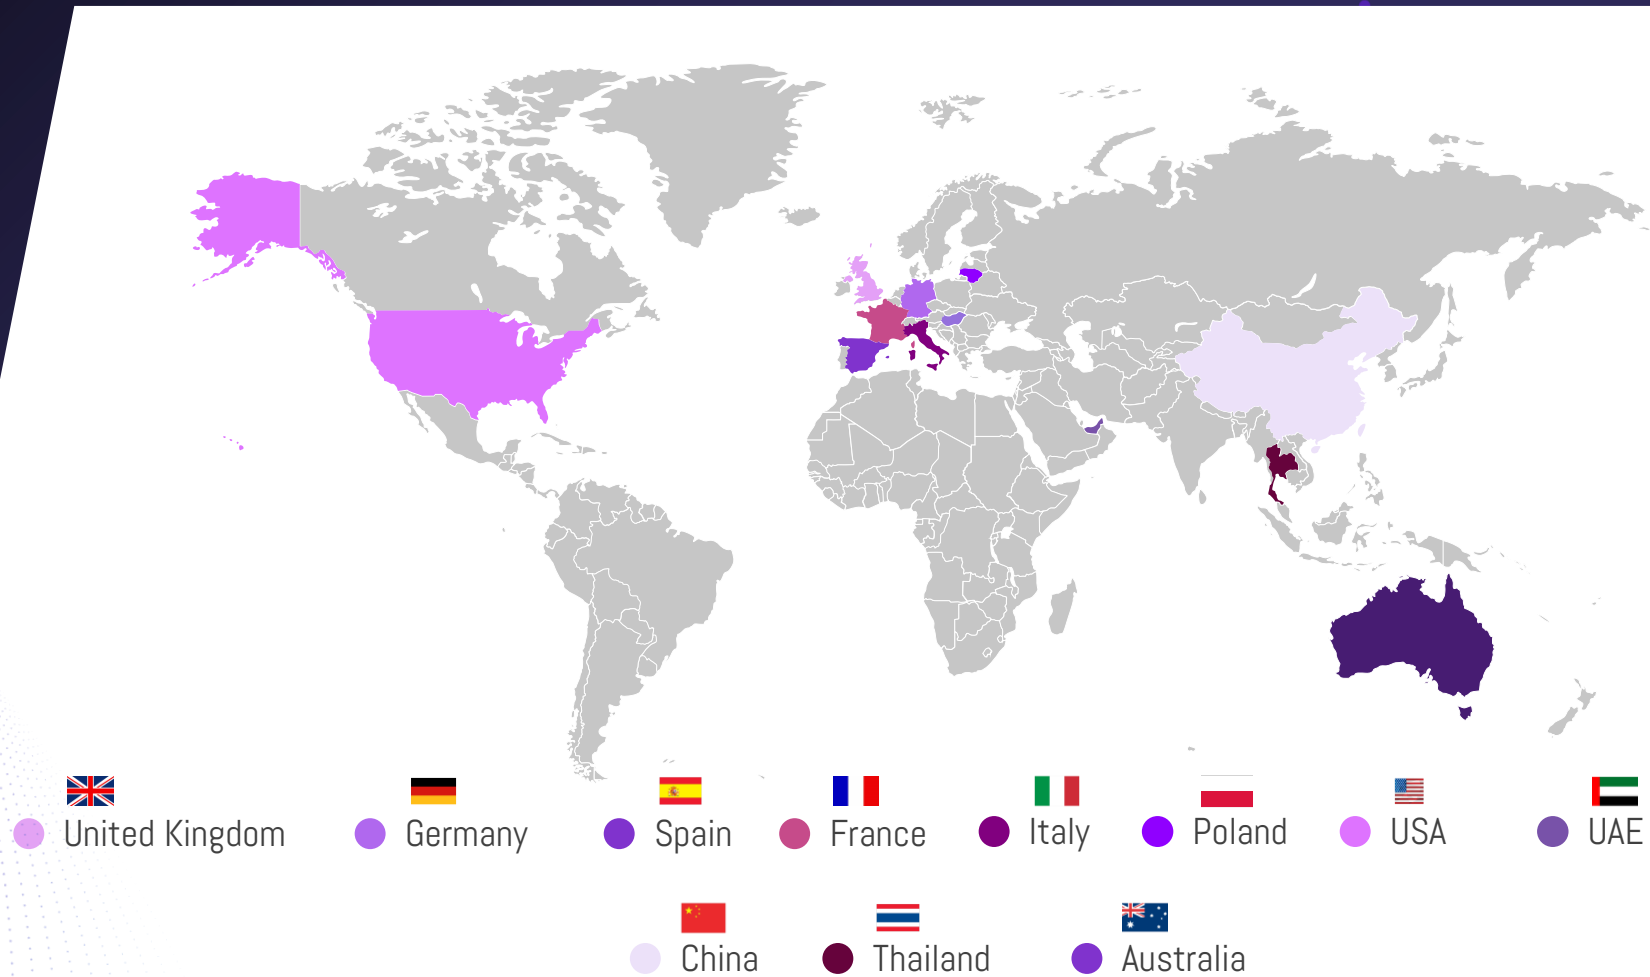 United Kingdom
Germany
Spain
France
Italy
Poland
USA
UAE
China
Thailand
Australia